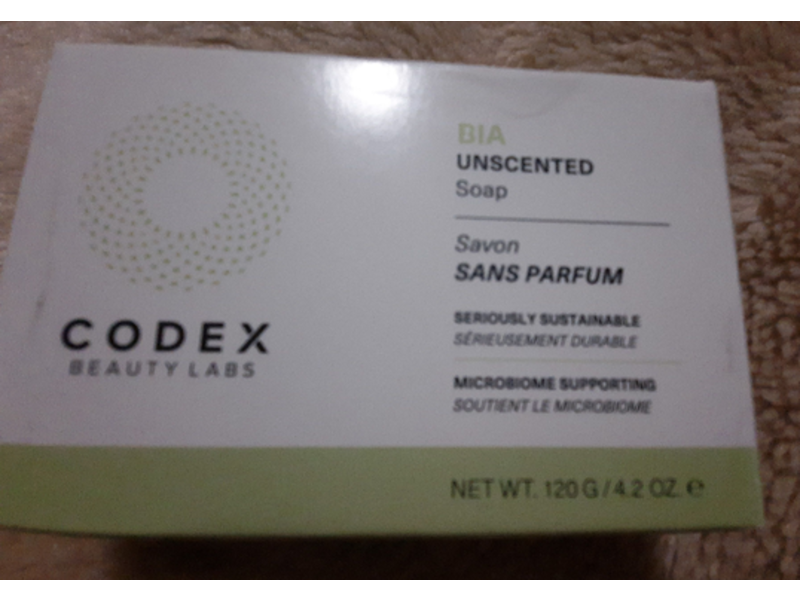 CODEX
BEAUTY LABS
BIA
UNSCENTED
Soap
Savon
SANS PARFUM
SERIOUSLY SUSTAINABLE
SÉRIEUSEMENT DURABLE
MICROBIOME SUPPORTING
SOUTIENT LE MICROBIOME
NET WT. 120 G / 4.2 OZ. ℮